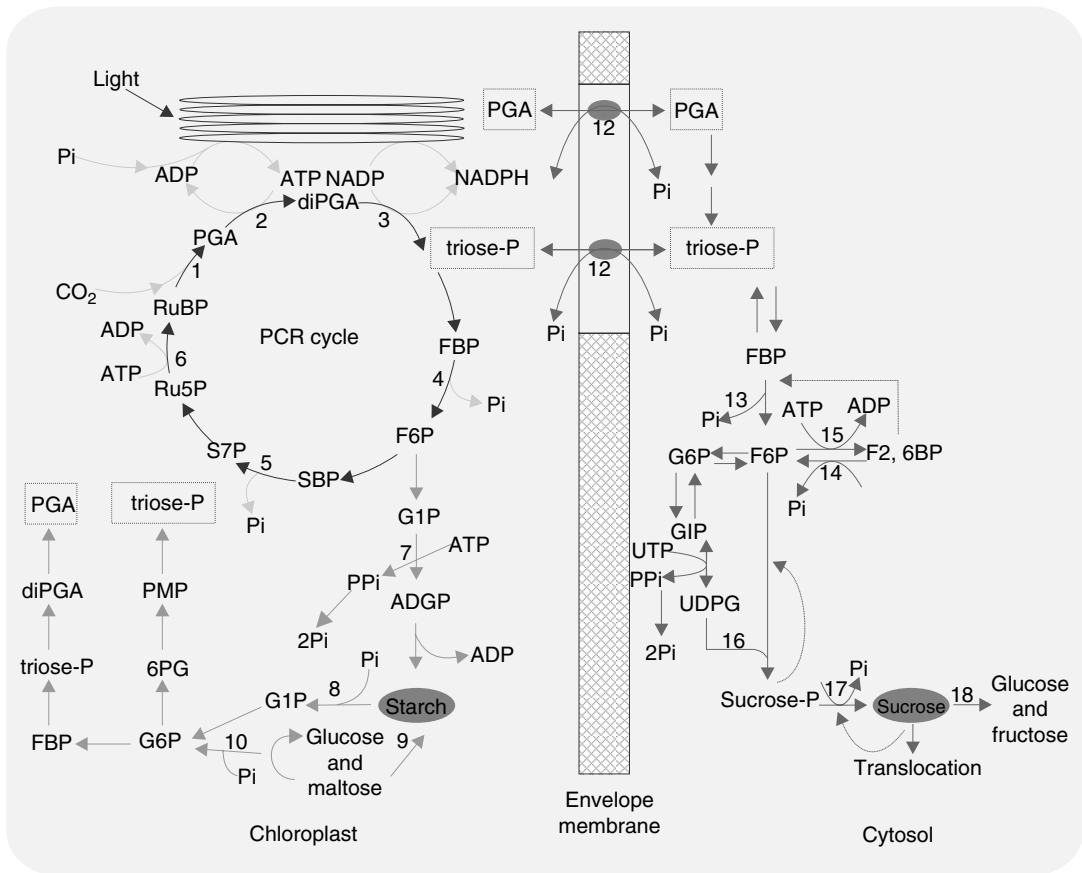 Light
PGA
PGA
12
Pi
ADP
ATP NADP
NADPH
Pi
diPGA
2
3
PGA
triose-P
triose-P
12
1
CO2
RuBP
ADP
PCR cycle
Pi
Pi
FBP
FBP
6
ATP
4
Ru5P
Pi
13
Pi
ATP
ADP
F6P
15
S7P
5
G6P
F6P
F2, 6BP
SBP
14
PGA
triose-P
Pi
Pi
G1P
GIP
7
ATP
UTP
PPi
PPi
diPGA
PMP
ADGP
UDPG
2Pi
16
2Pi
triose-P
6PG
Pi
ADP
Pi
8
17
G1P
Starch
Sucrose-P
Sucrose
18
Glucose
and
fructose
FBP
G6P
10
Glucose
and
maltose
9
Pi
Translocation
Envelope
membrane
Chloroplast
Cytosol